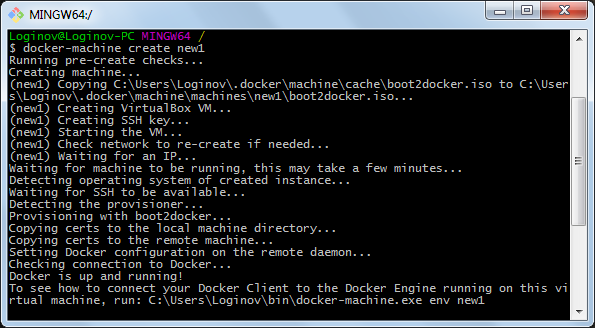 MINGW64:/
Loginov@Loginov-PC MINGW64 /
$ docker-machine create new1
Running pre-create checks...
Creating machine...
(new1) Copying C:\Users\Loginov\.docker\machine\cache\boot2docker.iso to C:\User
s\Loginov\.docker\machine\machines\new1\boot2docker.iso...
(new1) Creating VirtualBox VM...
(new1) Creating SSH key...
(new1) Starting the VM...
(new1) Check network to re-create if needed...
(new1) Waiting for an IP...
Waiting for machine to be running, this may take a few minutes...
Detecting operating system of created instance...
Waiting for SSH to be available...
Detecting the provisioner...
Provisioning with boot2docker...
Copying certs to the local machine directory...
Copying certs to the remote machine...
Setting Docker configuration on the remote daemon...
Checking connection to Docker...
Docker is up and running!
To see how to connect your Docker Client to the Docker Engine running on this vi
rtual machine, run: C:\Users\Loginov\bin\docker-machine.exe env new1